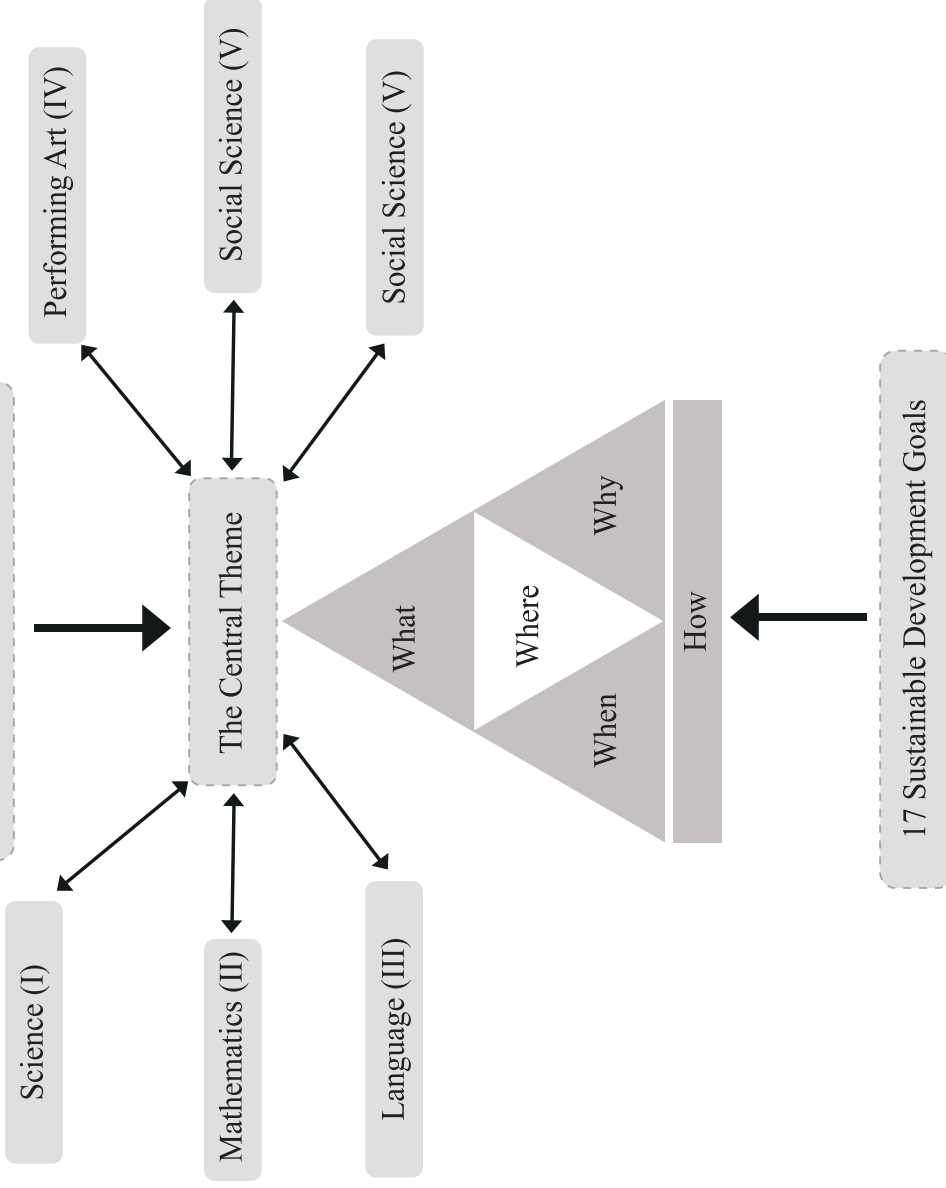 Science (I)
Performing Art (IV)
Mathematics (II)
The Central Theme
Social Science (V)
Language (III)
Social Science (V)
What
Where
When
Why
How
17 Sustainable Development Goals